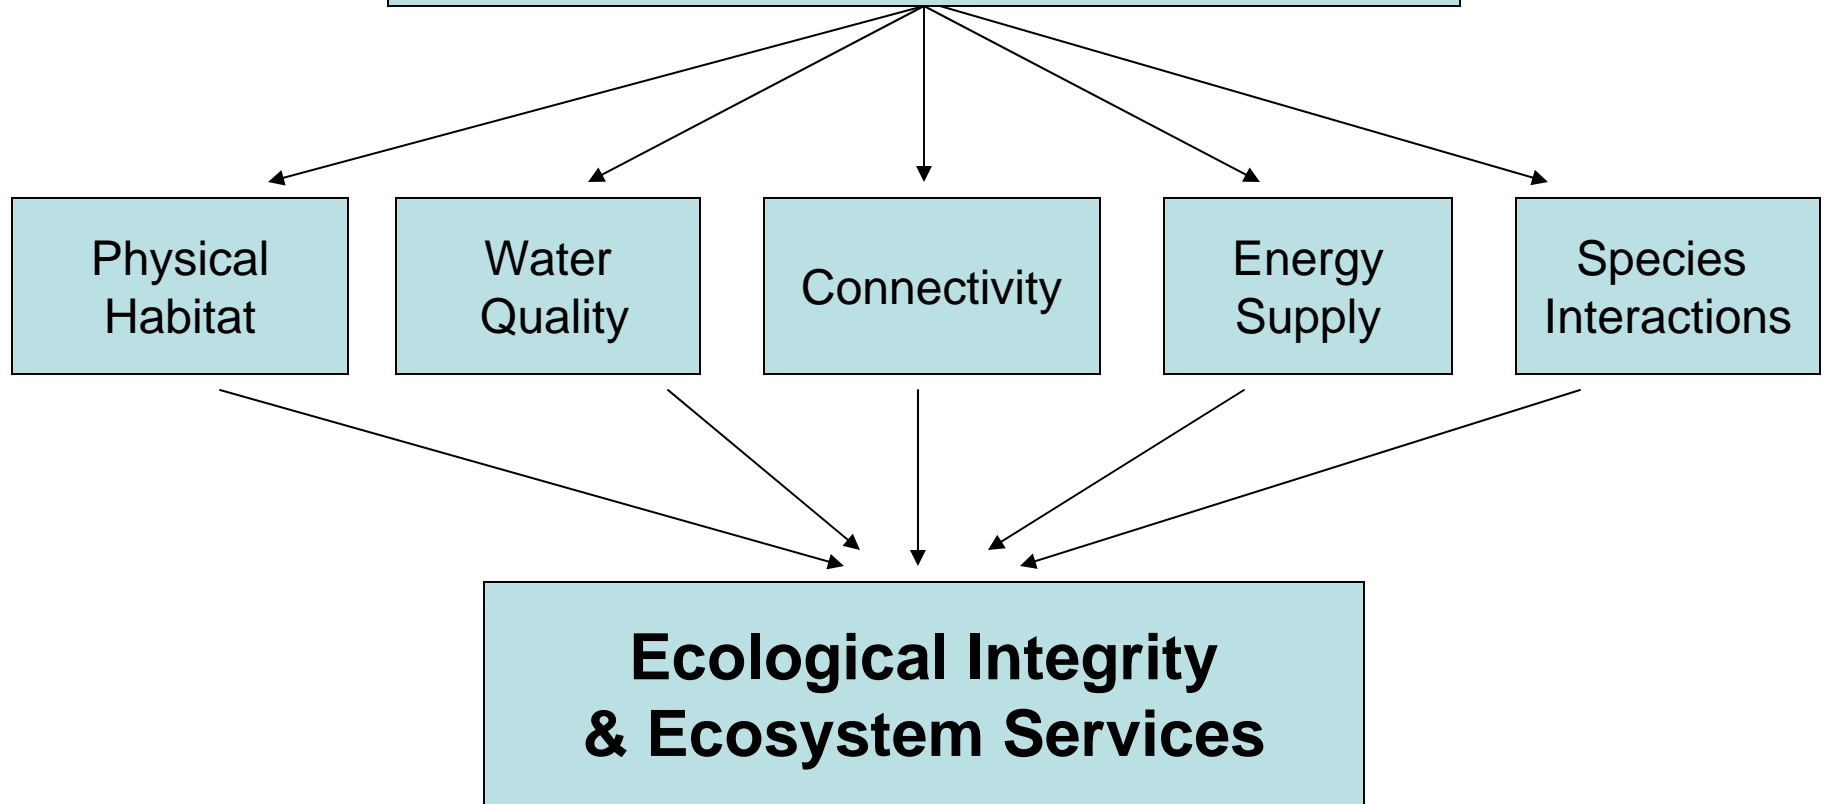 Physical
Habitat
Water
Quality
Connectivity
Energy
Supply
Species
Interactions
Ecological Integrity
& Ecosystem Services